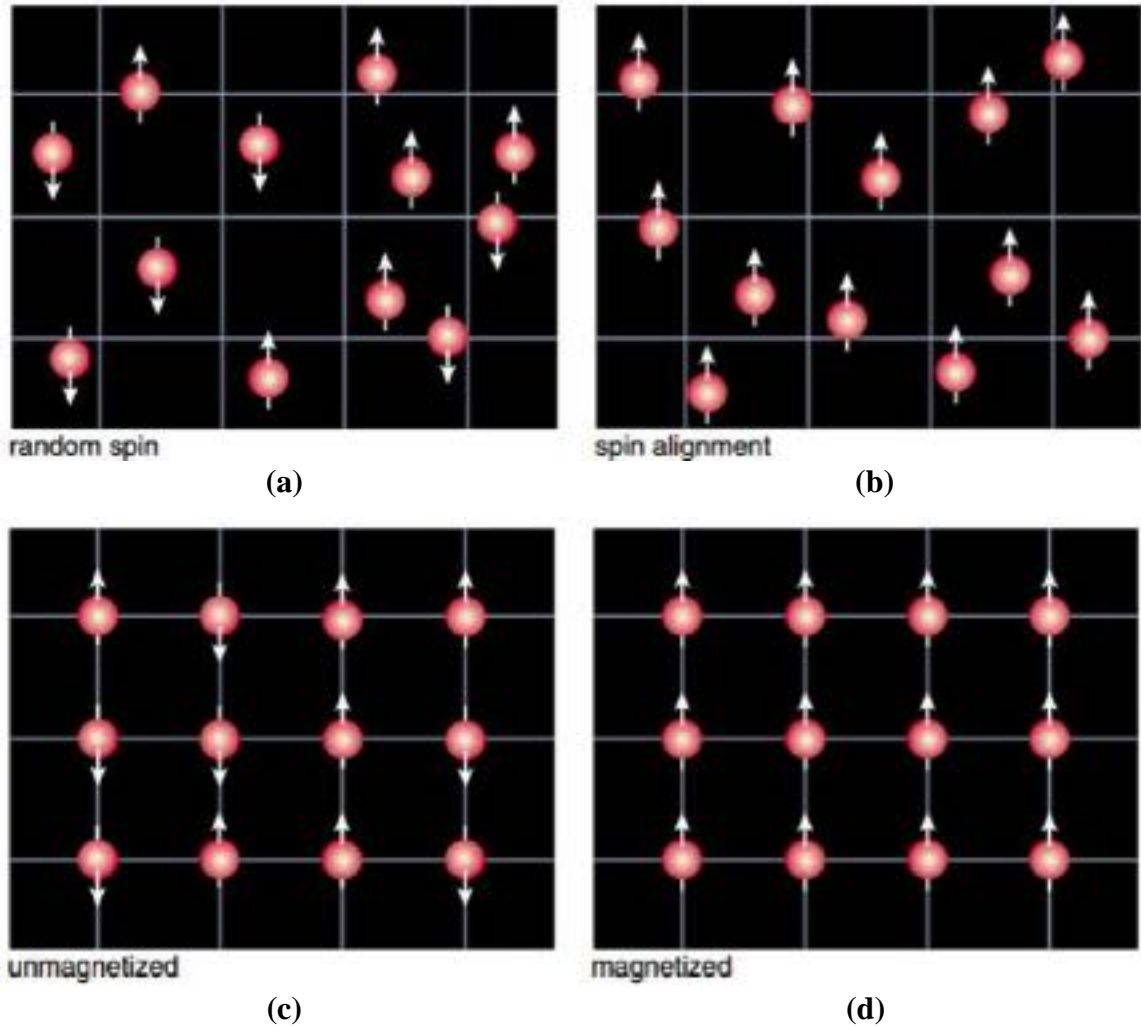 random spin
spin alignment
(a)
(b)
unmagnetized
magnetized
(c)
(d)